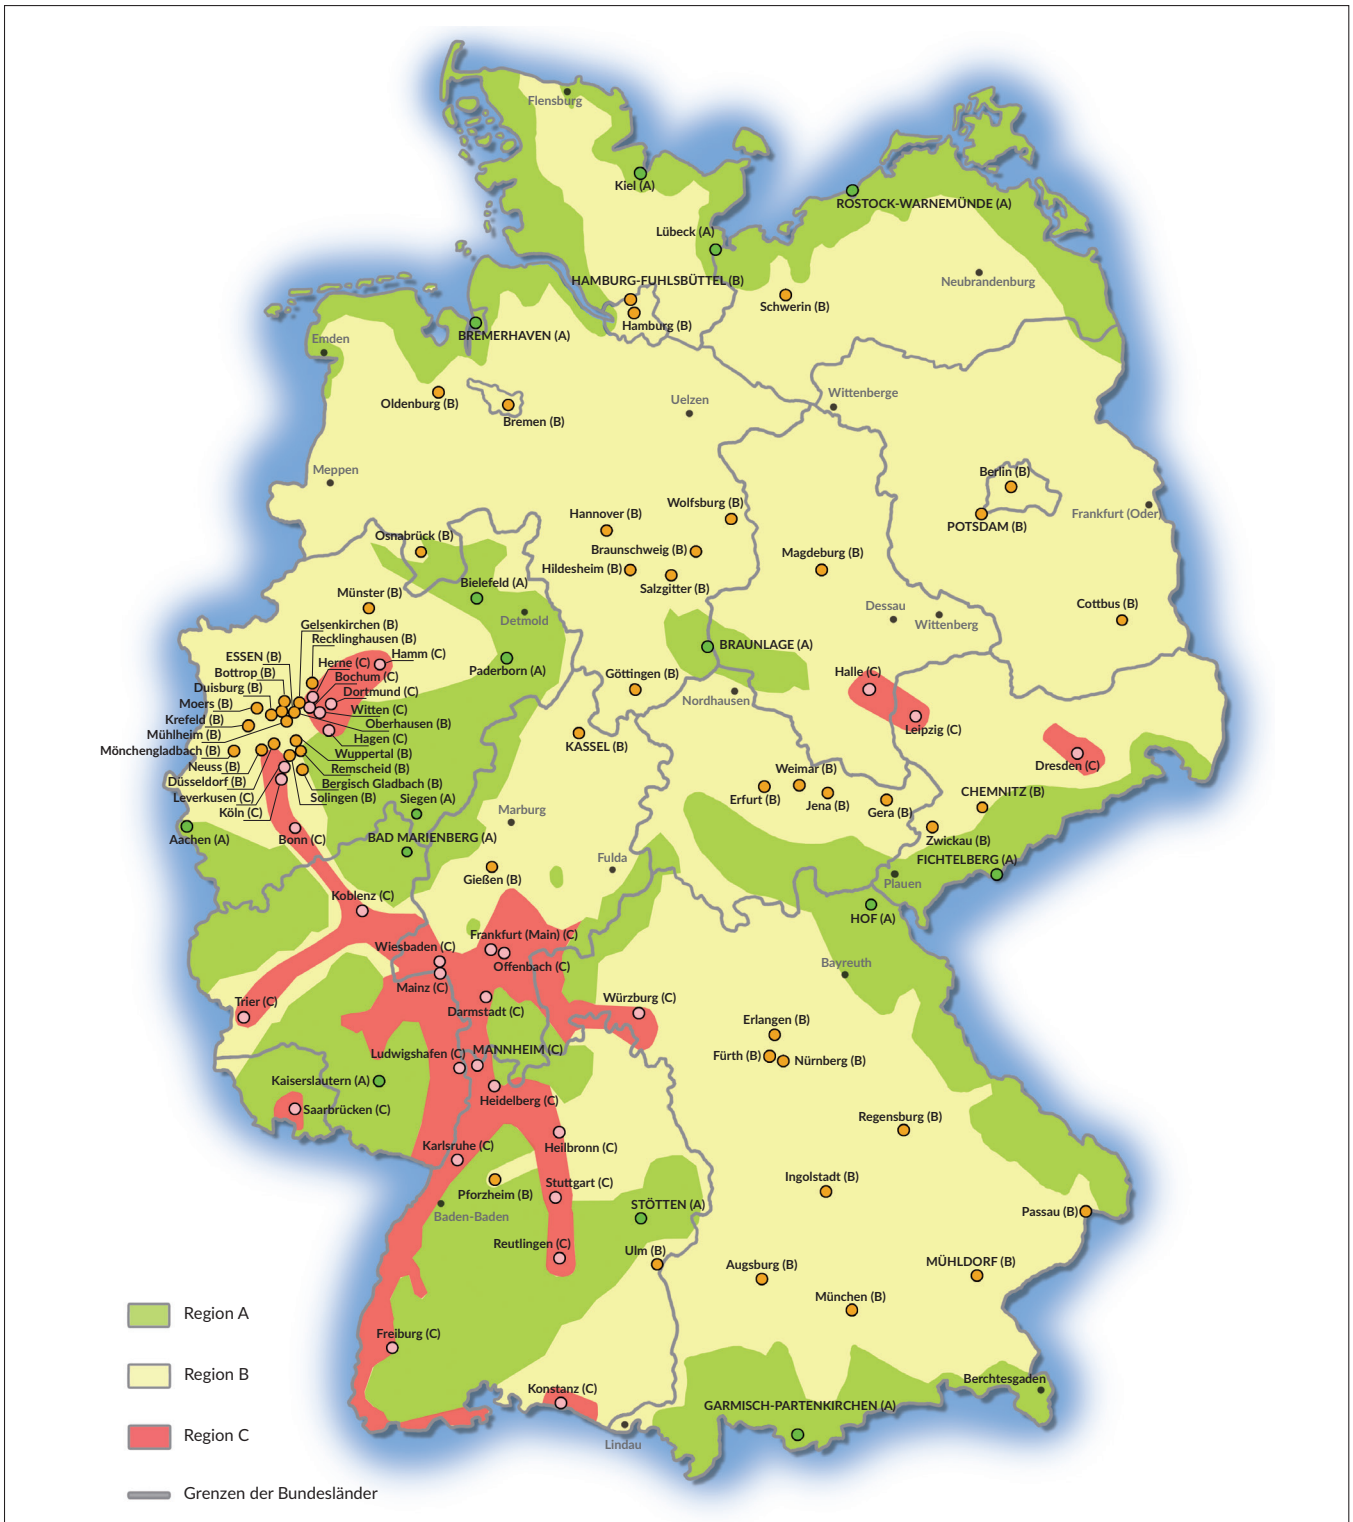 Flensburg
Kiel (A)
ROSTOCK-WARNEMÜNDE (A)
Lübeck (A)
Neubrandenburg
HAMBURG-FUHLSBÜTTEL (B)
Schwerin (B)
Hamburg (B)
BREMERHAVEN (A)
Emden
Oldenburg (B)
Bremen (B)
Uelzen
Wittenberge
Meppen
Berlin (B)
Wolfsburg (B)
Hannover (B)
Frankfurt (Oder)
POTSDAM (B)
Osnabrück (B)
Braunschweig (B)
Magdeburg (B)
Hildesheim (B)
Salzgitter (B)
Bielefeld (A)
Münster (B)
Dessau
Cottbus (B)
Detmold
Wittenberg
Gelsenkirchen (B)
Recklinghausen (B)
BRAUNLAGE (A)
ESSEN (B)
Herne (C)
Hamm (C)
Bottrop (B)
Bochum (C)
Paderborn (A)
Göttingen (B)
Halle (C)
Duisburg (B)
Dortmund (C)
Nordhausen
Moers (B)
Witten (C)
Krefeld (B)
Oberhausen (B)
Leipzig (C)
Mühlheim (B)
Hagen (C)
KASSEL (B)
Mönchengladbach (B)
Wuppertal (B)
Neuss (B)
Remscheid (B)
Dresden (C)
Düsseldorf (B)
Bergisch Gladbach (B)
Weimar (B)
Leverkusen (C)
Solingen (B)
Siegen (A)
Erfurt (B)
Jena (B)
CHEMNITZ (B)
Köln (C)
Marburg
Gera (B)
Aachen (A)
Bonn (C)
BAD MARIENBERG (A)
Zwickau (B)
Fulda
FICHTELBERG (A)
Gießen (B)
Plauen
Koblenz (C)
HOF (A)
Frankfurt (Main) (C)
Wiesbaden (C)
Offenbach (C)
Bayreuth
Mainz (C)
Trier (C)
Würzburg (C)
Darmstadt (C)
Erlangen (B)
Ludwigshafen (C)
MANNHEIM (C)
Fürth (B)
Nürnberg (B)
Kaiserslautern (A)
Heidelberg (C)
Saarbrücken (C)
Regensburg (B)
Karlsruhe (C)
Heilbronn (C)
Ingolstadt (B)
Stuttgart (C)
Pforzheim (B)
STÖTTEN (A)
Passau (B)
Baden-Baden
Reutlingen (C)
Ulm (B)
Augsburg (B)
MÜHLDORF (B)
München (B)
Region A
Freiburg (C)
Region B
Konstanz (C)
Berchtesgaden
GARMISCH-PARTENKIRCHEN (A)
Region C
Lindau
Grenzen der Bundesländer